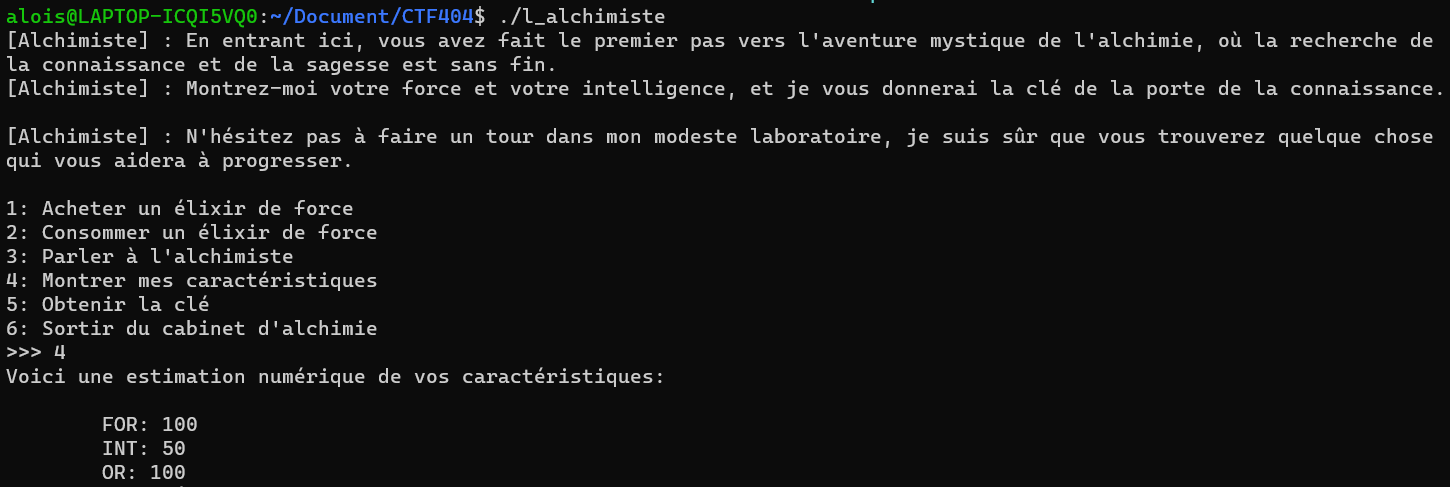 alois@LAPTOP-ICQI5VQ0:~/Document/CTF404$ ./l_alchimiste
[Alchimiste] : En entrant ici, vous avez fait le premier pas vers l'aventure mystique de l'alchimie, où la recherche de
la connaissance et de la sagesse est sans fin.
[Alchimiste] : Montrez-moi votre force et votre intelligence, et je vous donnerai la clé de la porte de la connaissance.
[Alchimiste] : N'hésitez pas à faire un tour dans mon modeste laboratoire, je suis sûr que vous trouverez quelque chose
qui vous aidera à progresser.
1: Acheter un élixir de force
2: Consommer un élixir de force
3: Parler à l'alchimiste
4: Montrer mes caractéristiques
5: Obtenir la clé
6: Sortir du cabinet d'alchimie
>>> 4
Voici une estimation numérique de vos caractéristiques:
FOR: 100
INT: 50
OR: 100